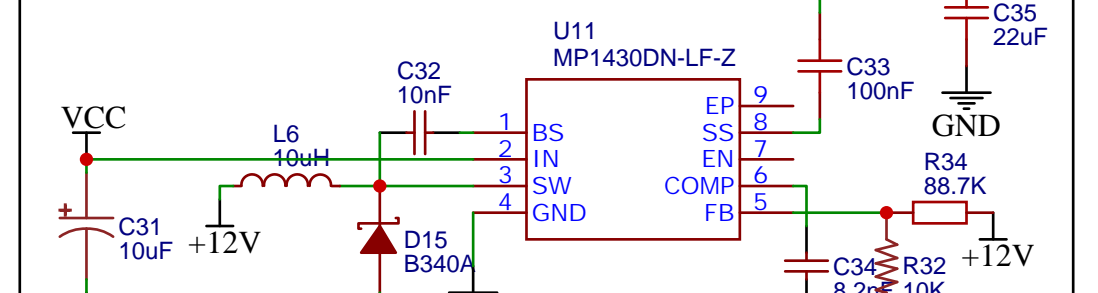 C35
22uF
U11
MP1430DN-LF-Z
C32
10nF
C33
100nF
VCC
GND
L6
10uH
1 BS
2 IN
3 SW
4 GND
EP 9
SS 8
EN 7
COMP 6
FB 5
R34
88.7K
C31
10uF
+12V
D15
B340A
+12V
C34
R32
10K